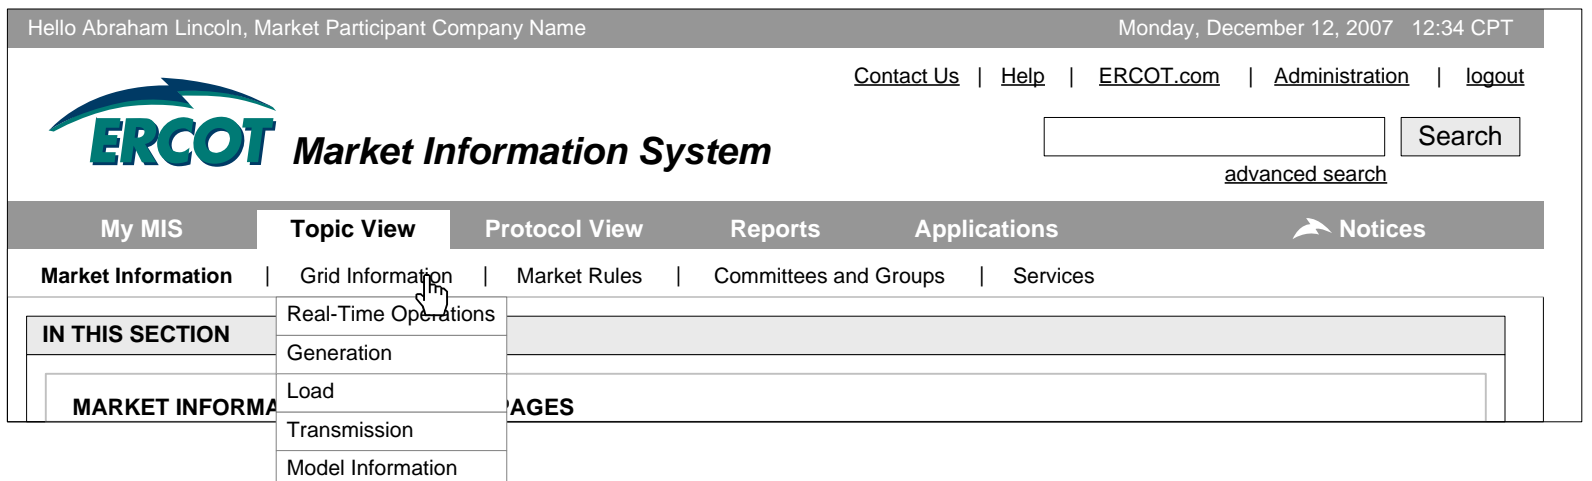 Hello Abraham Lincoln, Market Participant Company Name Monday, December 12, 2007 12:34 CPT
Contact Us | Help | ERCOT.com | Administration | logout
ERCOT Market Information System
Search
advanced search
My MIS Topic View Protocol View Reports Applications Notices
Market Information | Grid Information | Market Rules | Committees and Groups | Services
Real-Time Operations
IN THIS SECTION
Generation
Load
MARKET
Transmission
Model Information